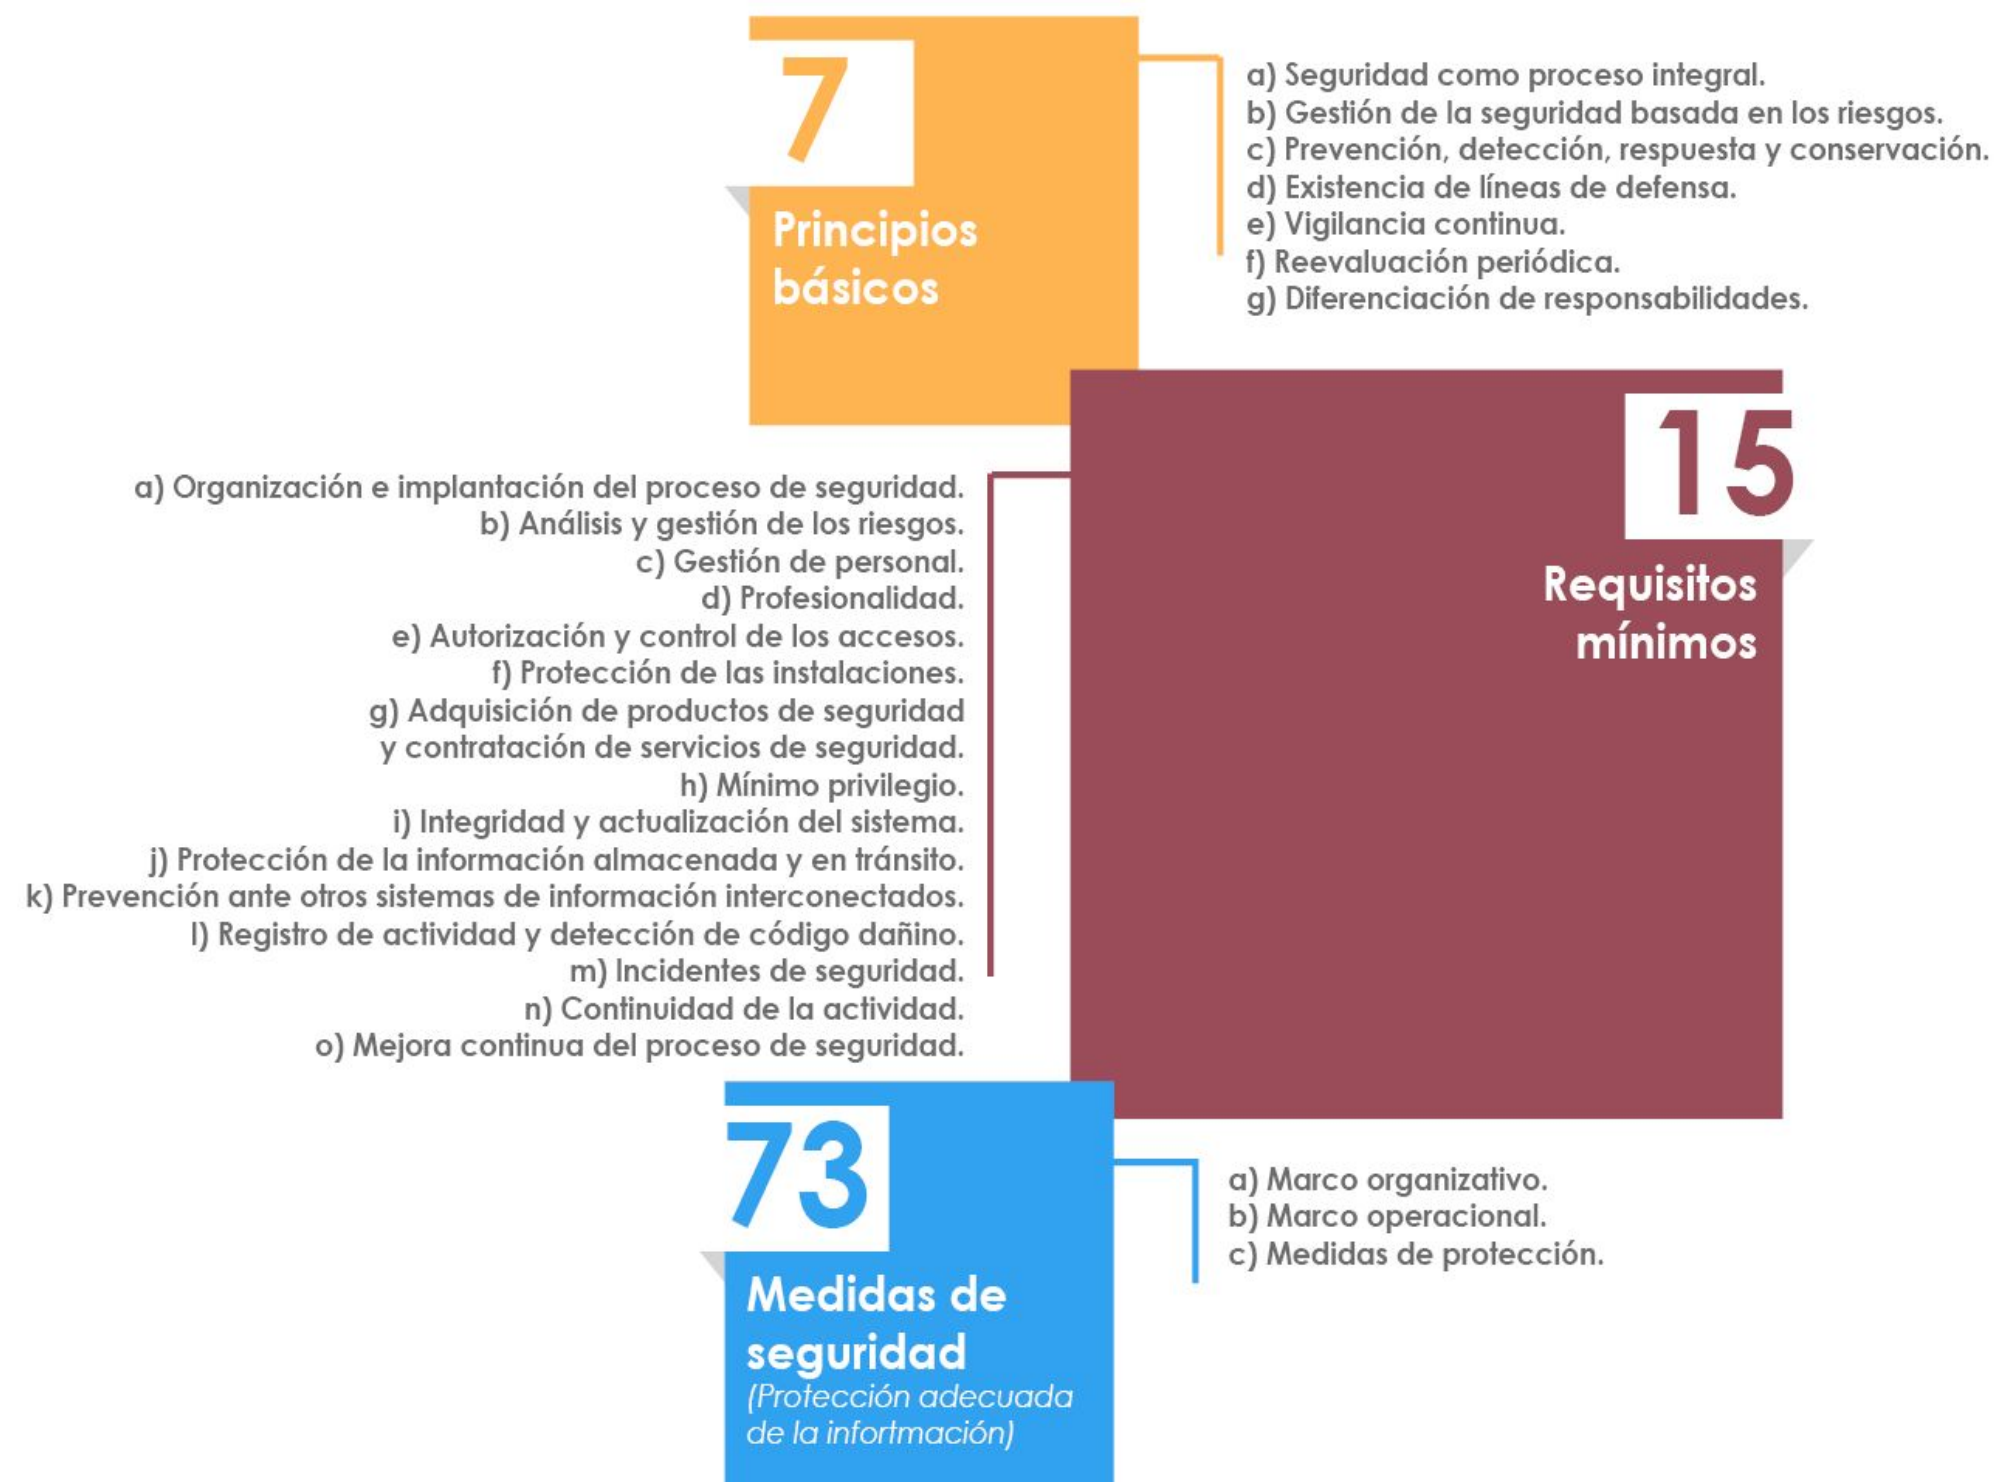 7
Principios
básicos
a) Seguridad como proceso integral.
b) Gestión de la seguridad basada en los riesgos.
c) Prevención, detección, respuesta y conservación.
d) Existencia de líneas de defensa.
e) Vigilancia continua.
f) Reevaluación periódica.
g) Diferenciación de responsabilidades.
15
Requisitos
mínimos
a) Organización e implantación del proceso de seguridad.
b) Análisis y gestión de los riesgos.
c) Gestión de personal.
d) Profesionalidad.
e) Autorización y control de los accesos.
f) Protección de las instalaciones.
g) Adquisición de productos de seguridad
y contratación de servicios de seguridad.
h) Mínimo privilegio.
i) Integridad y actualización del sistema.
j) Protección de la información almacenada y en tránsito.
k) Prevención ante otros sistemas de información interconectados.
l) Registro de actividad y detección de código dañino.
m) Incidentes de seguridad.
n) Continuidad de la actividad.
o) Mejora continua del proceso de seguridad.
73
Medidas de
seguridad
(Protección adecuada
de la infortmación)
a) Marco organizativo.
b) Marco operacional.
c) Medidas de protección.